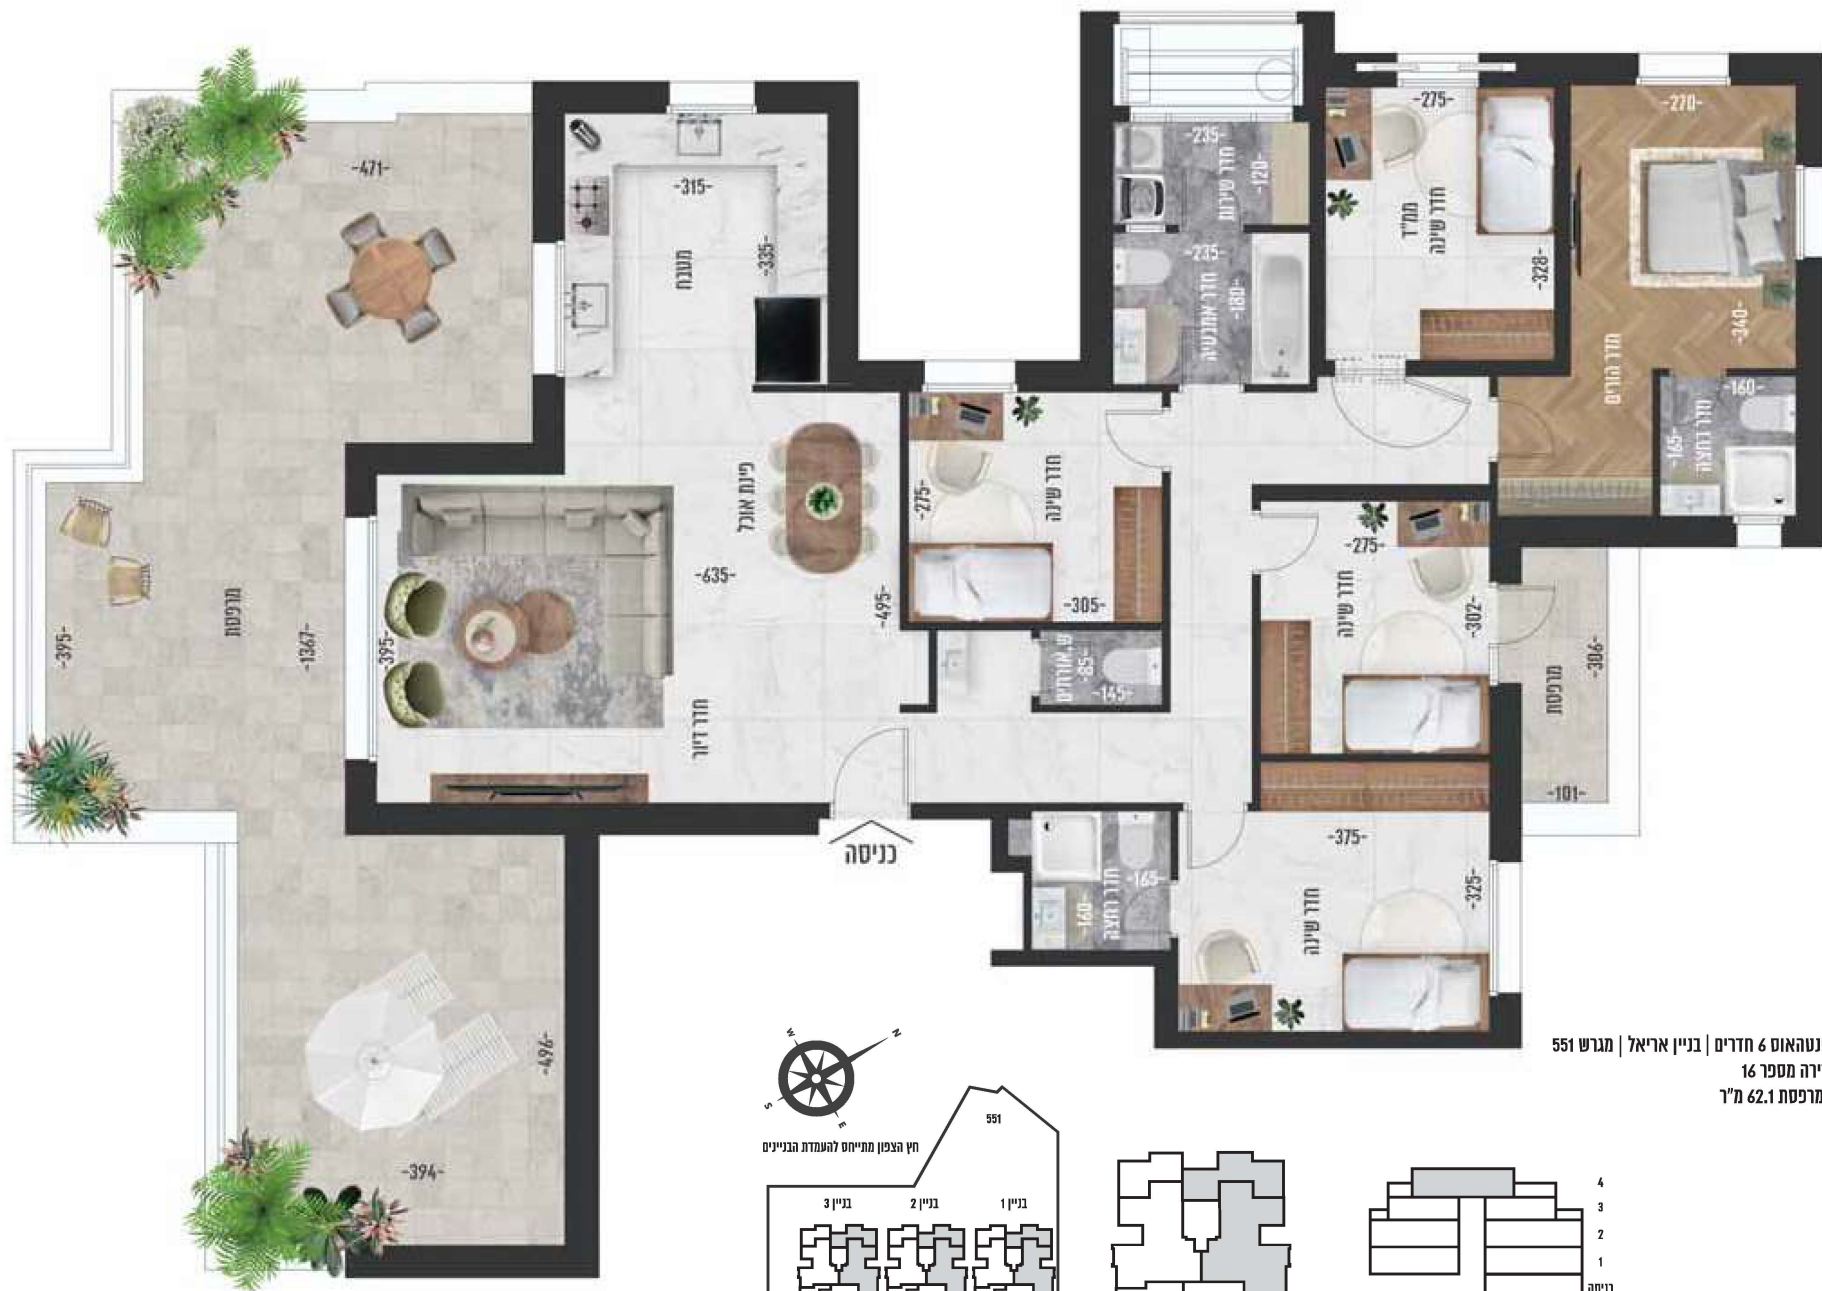 -471-
-315-
מטבח
-335-
-235-
חדר שירות
-120-
-235-
חדר אמבטיה
-180-
-275-
חדר שינה
ממ"ד
-328-
-270-
-340-
חדר הורים
-160-
חדר רחצה
-165-
פינת אוכל
-635-
-495-
-275-
חדר שינה
-305-
-275-
חדר שינה
-302-
מרפסת
-306-
-101-
-395-
מרפסת
-1367-
-395-
חדר דיור
ש.אורחים
-85-
-145-
כניסה
-165-
-160-
חדר רחצה
-375-
חדר שינה
-325-
-496-
-394-
נטהאוס 6 חדרים | בניין אריאל | מגרש 551
ירה מספר 16
מרפסת 62.1 מ"ר
N
W
S
E
חץ הצפון מתייחס להעמדת הבניינים
551
בניין 3
בניין 2
בניין 1
4
3
2
1
כניסה